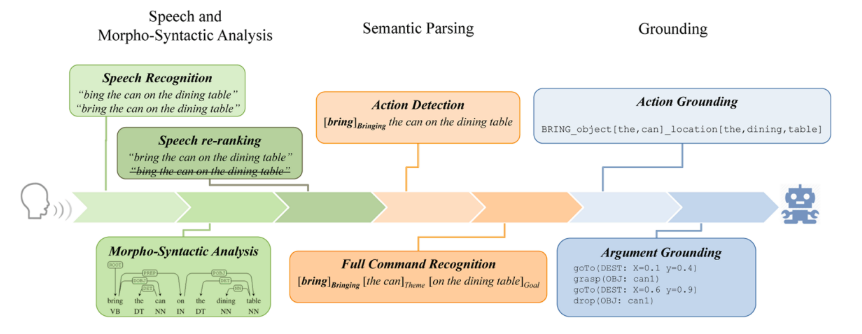 Speech and
Morpho-Syntactic Analysis
Semantic Parsing
Grounding
Speech Recognition
"bing the can on the dining table"
"bring the can on the dining table"
Speech re-ranking
"bring the can on the dining table"
"bing the can on the dining table"
Action Detection
[bring]Bringing the can on the dining table
Action Grounding
BRING_object[the,can]_location[the,dining,table]
Morpho-Syntactic Analysis
ROOT
bring the can on the dining table
VB DT NN IN DT NN NN
Full Command Recognition
[bring]Bringing [the can]Theme [on the dining table]Goal
Argument Grounding
goTo(DEST: X=0.1 y=0.4)
grasp(OBJ: can1)
goTo(DEST: X=0.6 y=0.9)
drop(OBJ: can1)